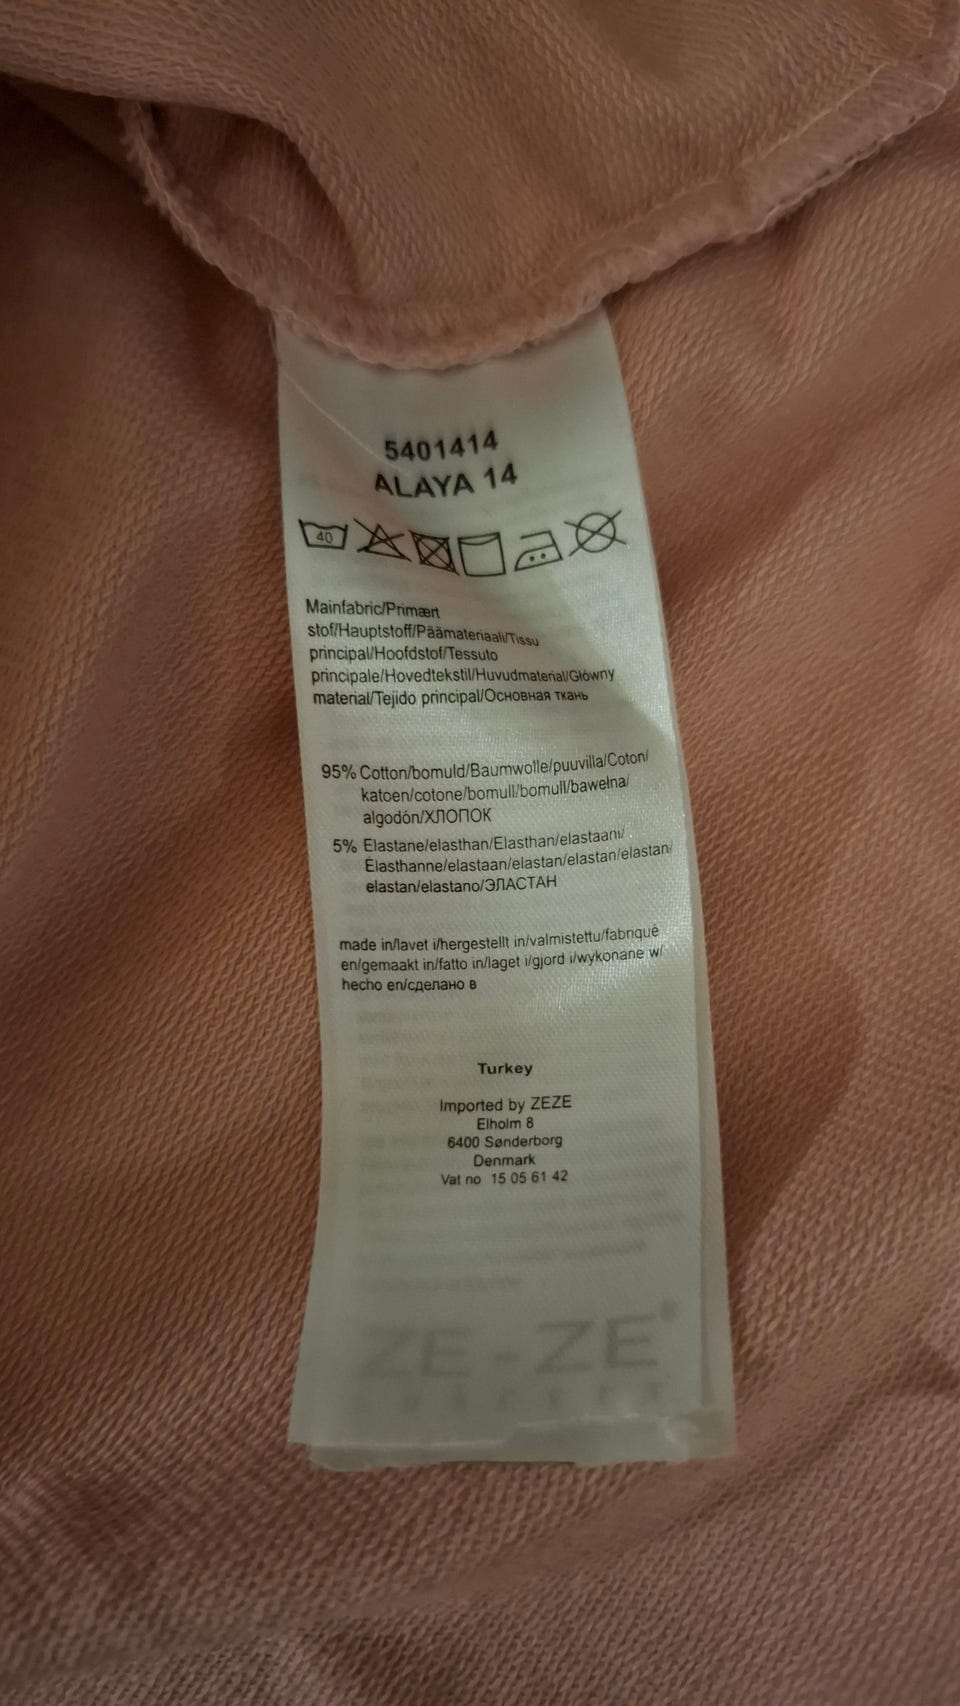 5401414
ALAYA 14
40
Mainfabric/Primært
stof/Hauptstoff/Päämateriaali/Tissu
principal/Hoofdstof/Tessuto
principale/Hovedtekstil/Huvudmaterial/Główny
material/Tejido principal/Основная ткань
95% Cotton/bomuld/Baumwolle/puuvilla/Coton/
katoen/cotone/bomull/bomull/bawełna/
algodón/ХЛОПОК
5% Elastane/elasthan/Elasthan/elastaani/
Élasthanne/elastaan/elastan/elastan/elastan/
elastan/elastano/ЭЛАСТАН
made in/lavet i/hergestellt in/valmistettu/fabriqué
en/gemaakt in/fatto in/laget i/gjord i/wykonane w/
hecho en/сделано в
Turkey
Imported by ZEZE
Elholm 8
6400 Sønderborg
Denmark
Vat no 15 05 61 42
ZE-ZE®